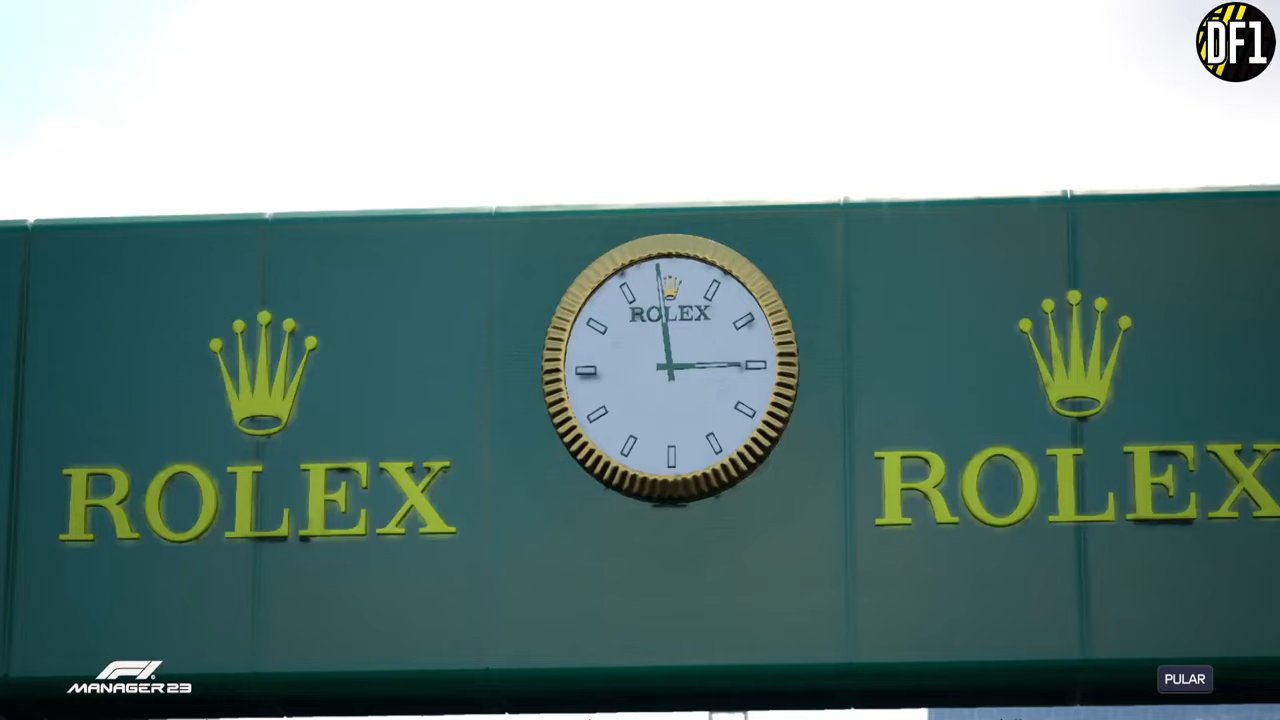 DF1
ROLEX
ROLEX
ROLEX
F1
MANAGER 23
PULAR